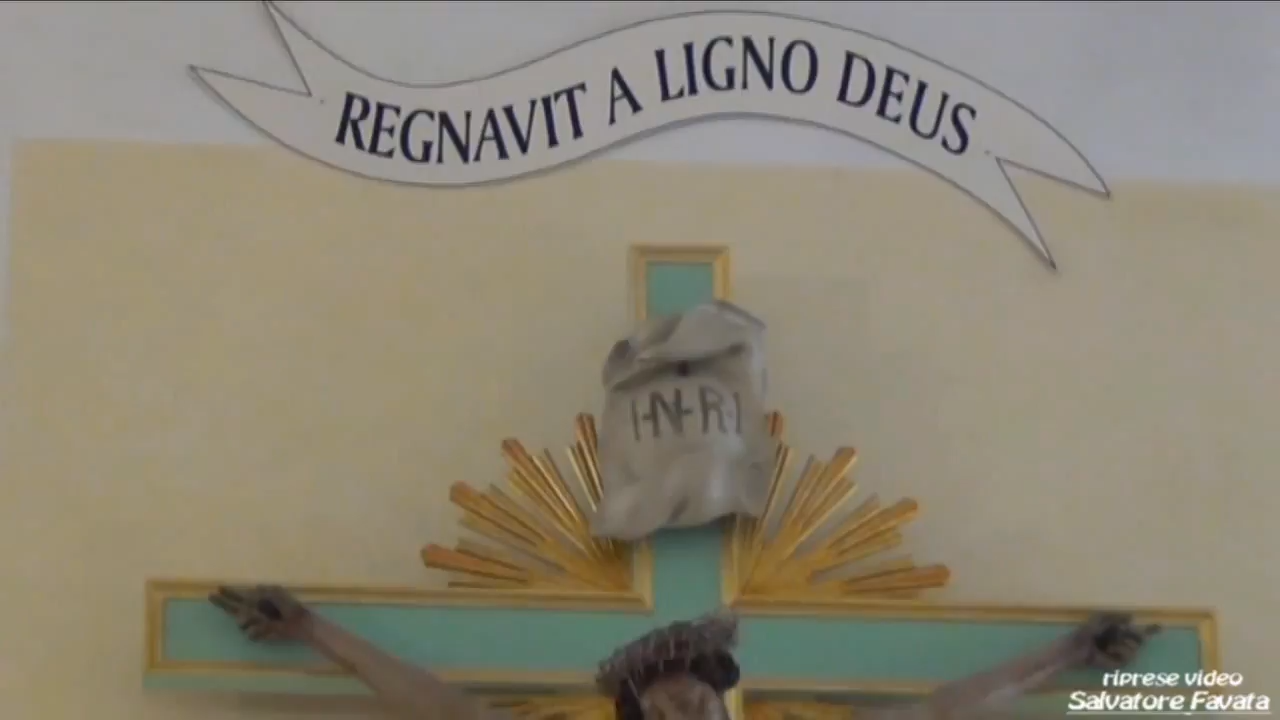 REGNAVIT A LIGNO DEUS
I·N·R·I
riprese video
Salvatore Favata